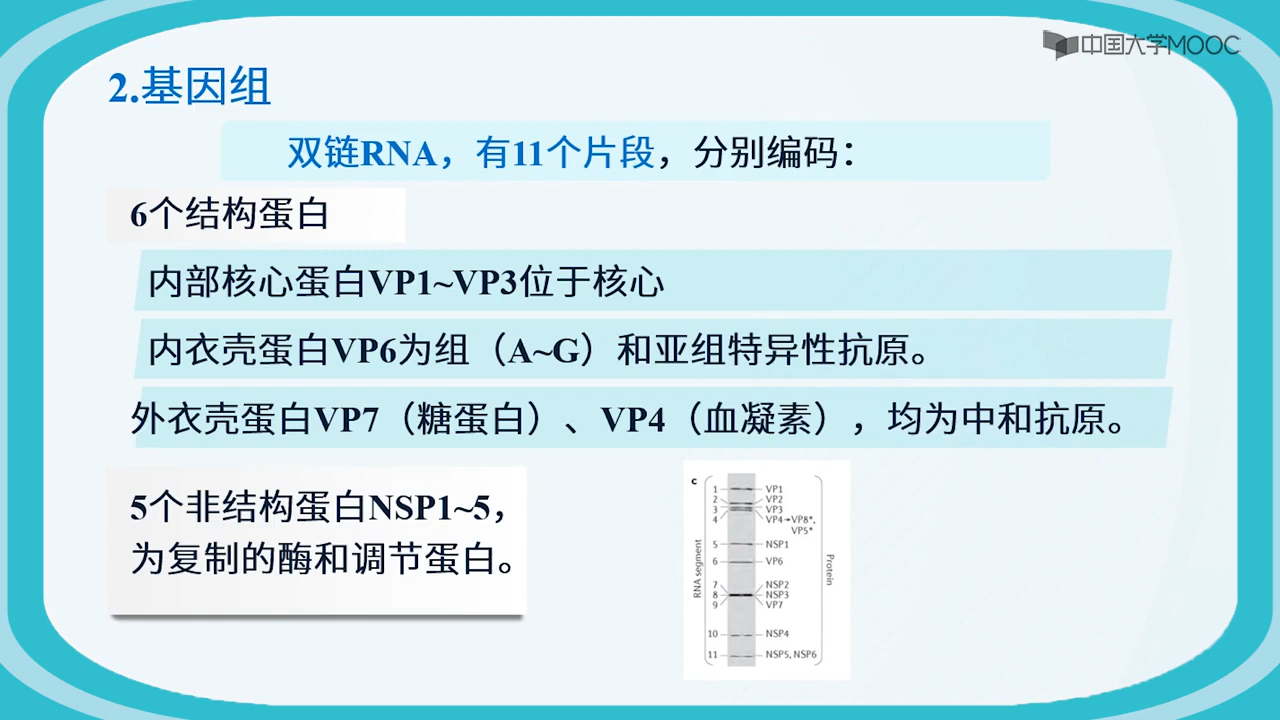 中国大学MOOC
2.基因组
双链RNA，有11个片段，分别编码：
6个结构蛋白
内部核心蛋白VP1~VP3位于核心
内衣壳蛋白VP6为组（A~G）和亚组特异性抗原。
外衣壳蛋白VP7（糖蛋白）、VP4（血凝素），均为中和抗原。
5个非结构蛋白NSP1~5，
为复制的酶和调节蛋白。
c
RNA segment
1 VP1
2 VP2
3 VP3
4 VP4→VP8*,
VP5*
5 NSP1
6 VP6
7 NSP2
8 NSP3
9 VP7
10 NSP4
11 NSP5, NSP6
Protein